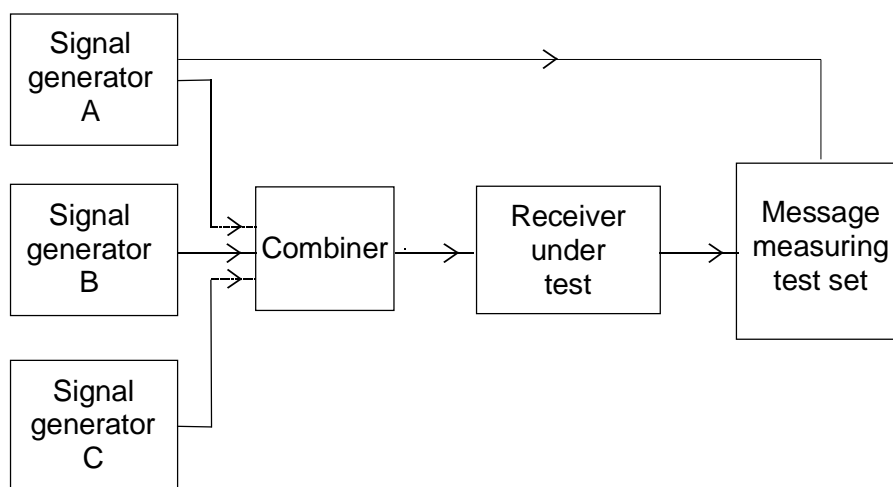 Signal
generator
A
Signal
generator
B
Signal
generator
C
Combiner
Receiver
under
test
Message
measuring
test set